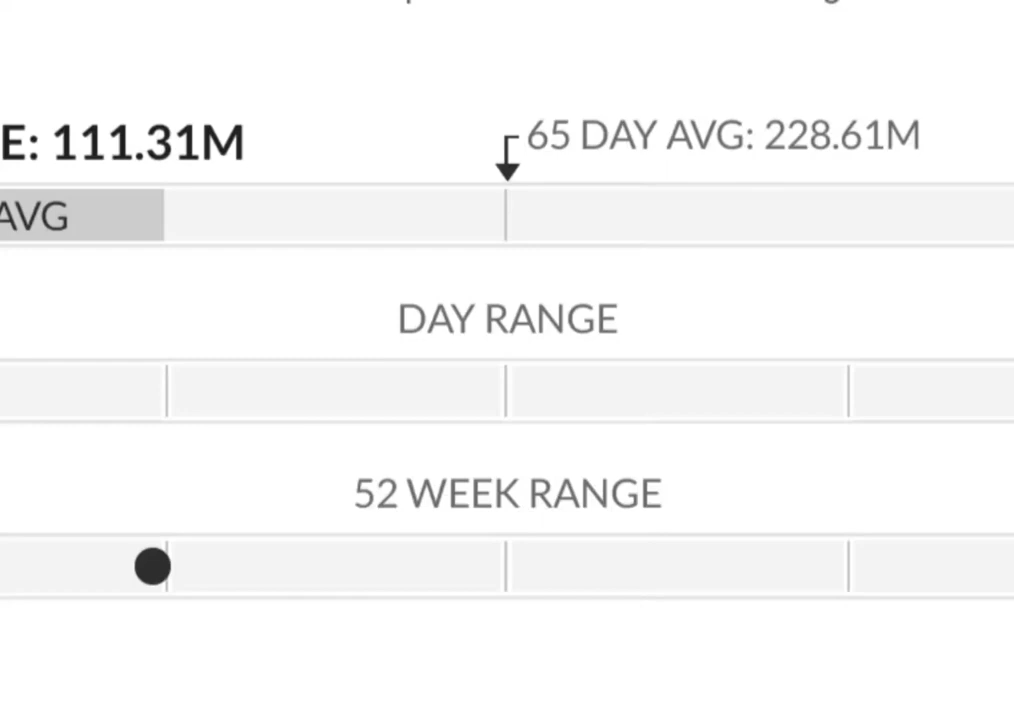 E: 111.31M
65 DAY AVG: 228.61M
AVG
DAY RANGE
52 WEEK RANGE